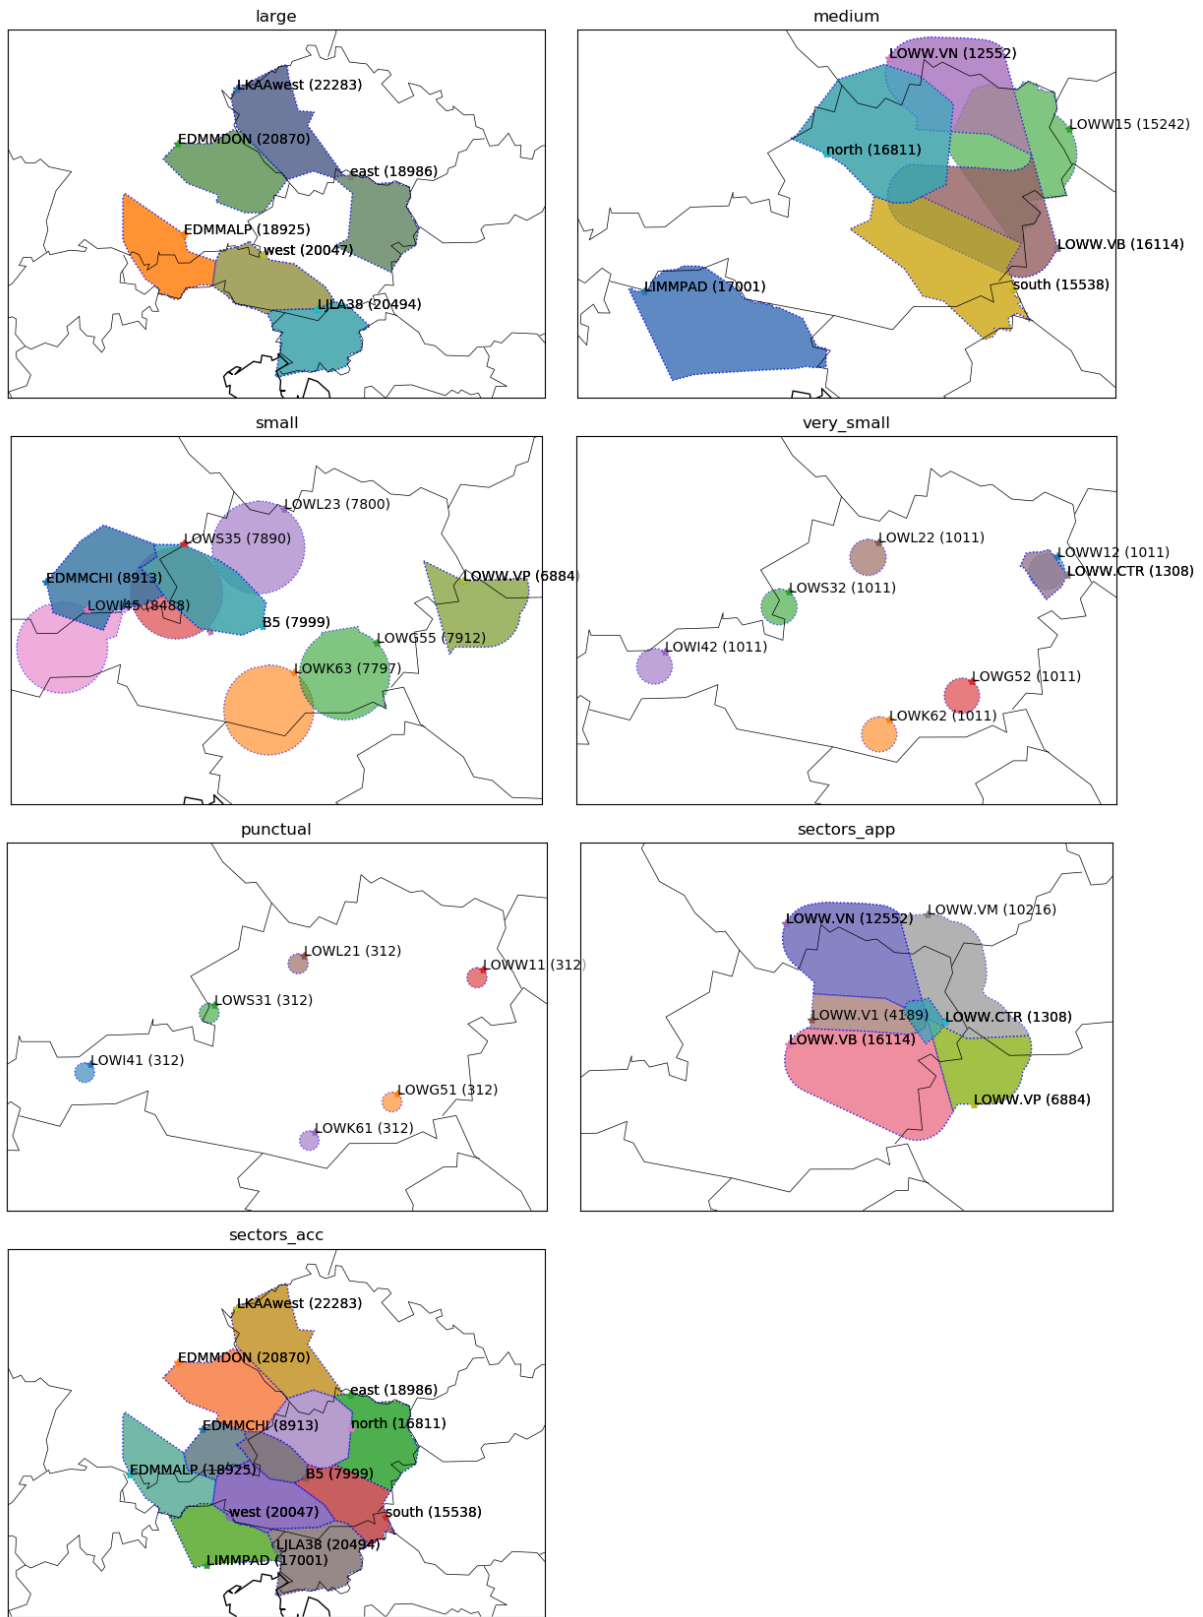 large
LKAAwest (22283)
EDMMDON (20870)
east (18986)
EDMMALP (18925)
west (20047)
LJLA38 (20494)
medium
LOWW.VN (12552)
LOWW15 (15242)
north (16811)
LOWW.VB (16114)
LIMMPAD (17001)
south (15538)
small
LOWL23 (7800)
LOWS35 (7890)
EDMMCHI (8913)
LOWW.VP (6884)
LOWI45 (8488)
B5 (7999)
LOWG55 (7912)
LOWK63 (7797)
very_small
LOWL22 (1011)
LOWW12 (1011)
LOWW.CTR (1308)
LOWS32 (1011)
LOWI42 (1011)
LOWG52 (1011)
LOWK62 (1011)
punctual
LOWL21 (312)
LOWW11 (312)
LOWS31 (312)
LOWI41 (312)
LOWG51 (312)
LOWK61 (312)
sectors_app
LOWW.VM (10216)
LOWW.VN (12552)
LOWW.V1 (4189)
LOWW.CTR (1308)
LOWW.VB (16114)
LOWW.VP (6884)
sectors_acc
LKAAwest (22283)
EDMMDON (20870)
east (18986)
EDMMCHI (8913)
north (16811)
EDMMALP (18925)
B5 (7999)
west (20047)
south (15538)
LJLA38 (20494)
LIMMPAD (17001)